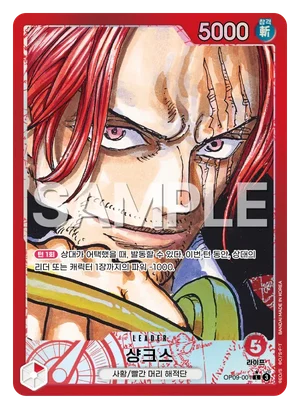 5000
참격
斬
SAMPLE
턴 1회 상대가 어택했을 때, 발동할 수 있다. 이번 턴 동안, 상대의
리더 또는 캐릭터 1장까지의 파워 -1000.
LEADER
샹크스
사황/빨간 머리 해적단
5
라이프
OP09-001 L 3